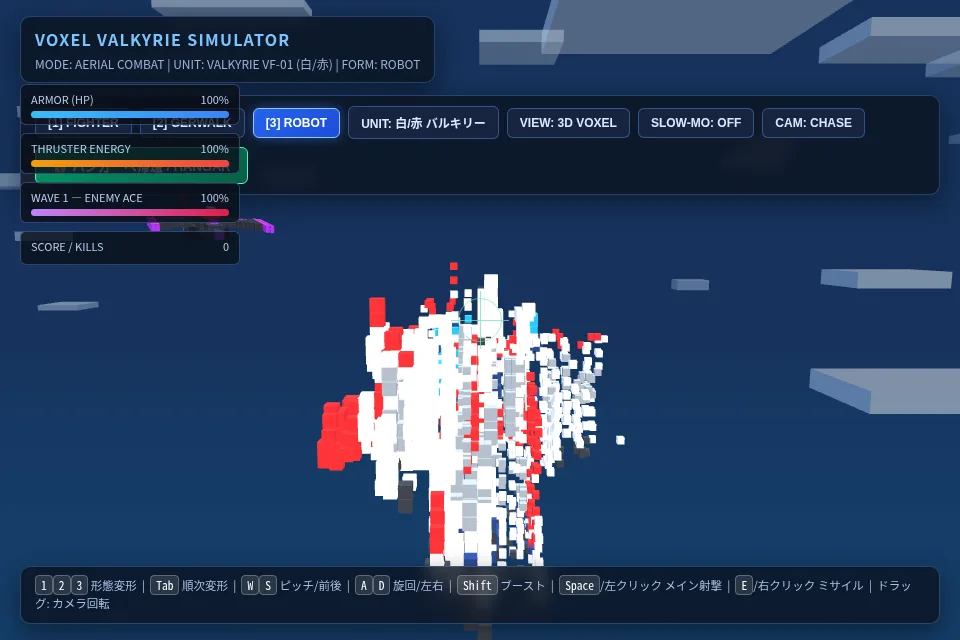 VOXEL VALKYRIE SIMULATOR
MODE: AERIAL COMBAT | UNIT: VALKYRIE VF-01 (白/赤) | FORM: ROBOT
ARMOR (HP) 100%
[1] FIGHTER [2] GERWALK [3] ROBOT UNIT: 白/赤 バルキリー VIEW: 3D VOXEL SLOW-MO: OFF CAM: CHASE
THRUSTER ENERGY 100%
HANGAR
WAVE 1 — ENEMY ACE 100%
SCORE / KILLS 0
1 2 3 形態変形 | Tab 順次変形 | W S ピッチ/前後 | A D 旋回/左右 | Shift ブースト | Space /左クリック メイン射撃 | E /右クリック ミサイル | ドラッ
グ: カメラ回転